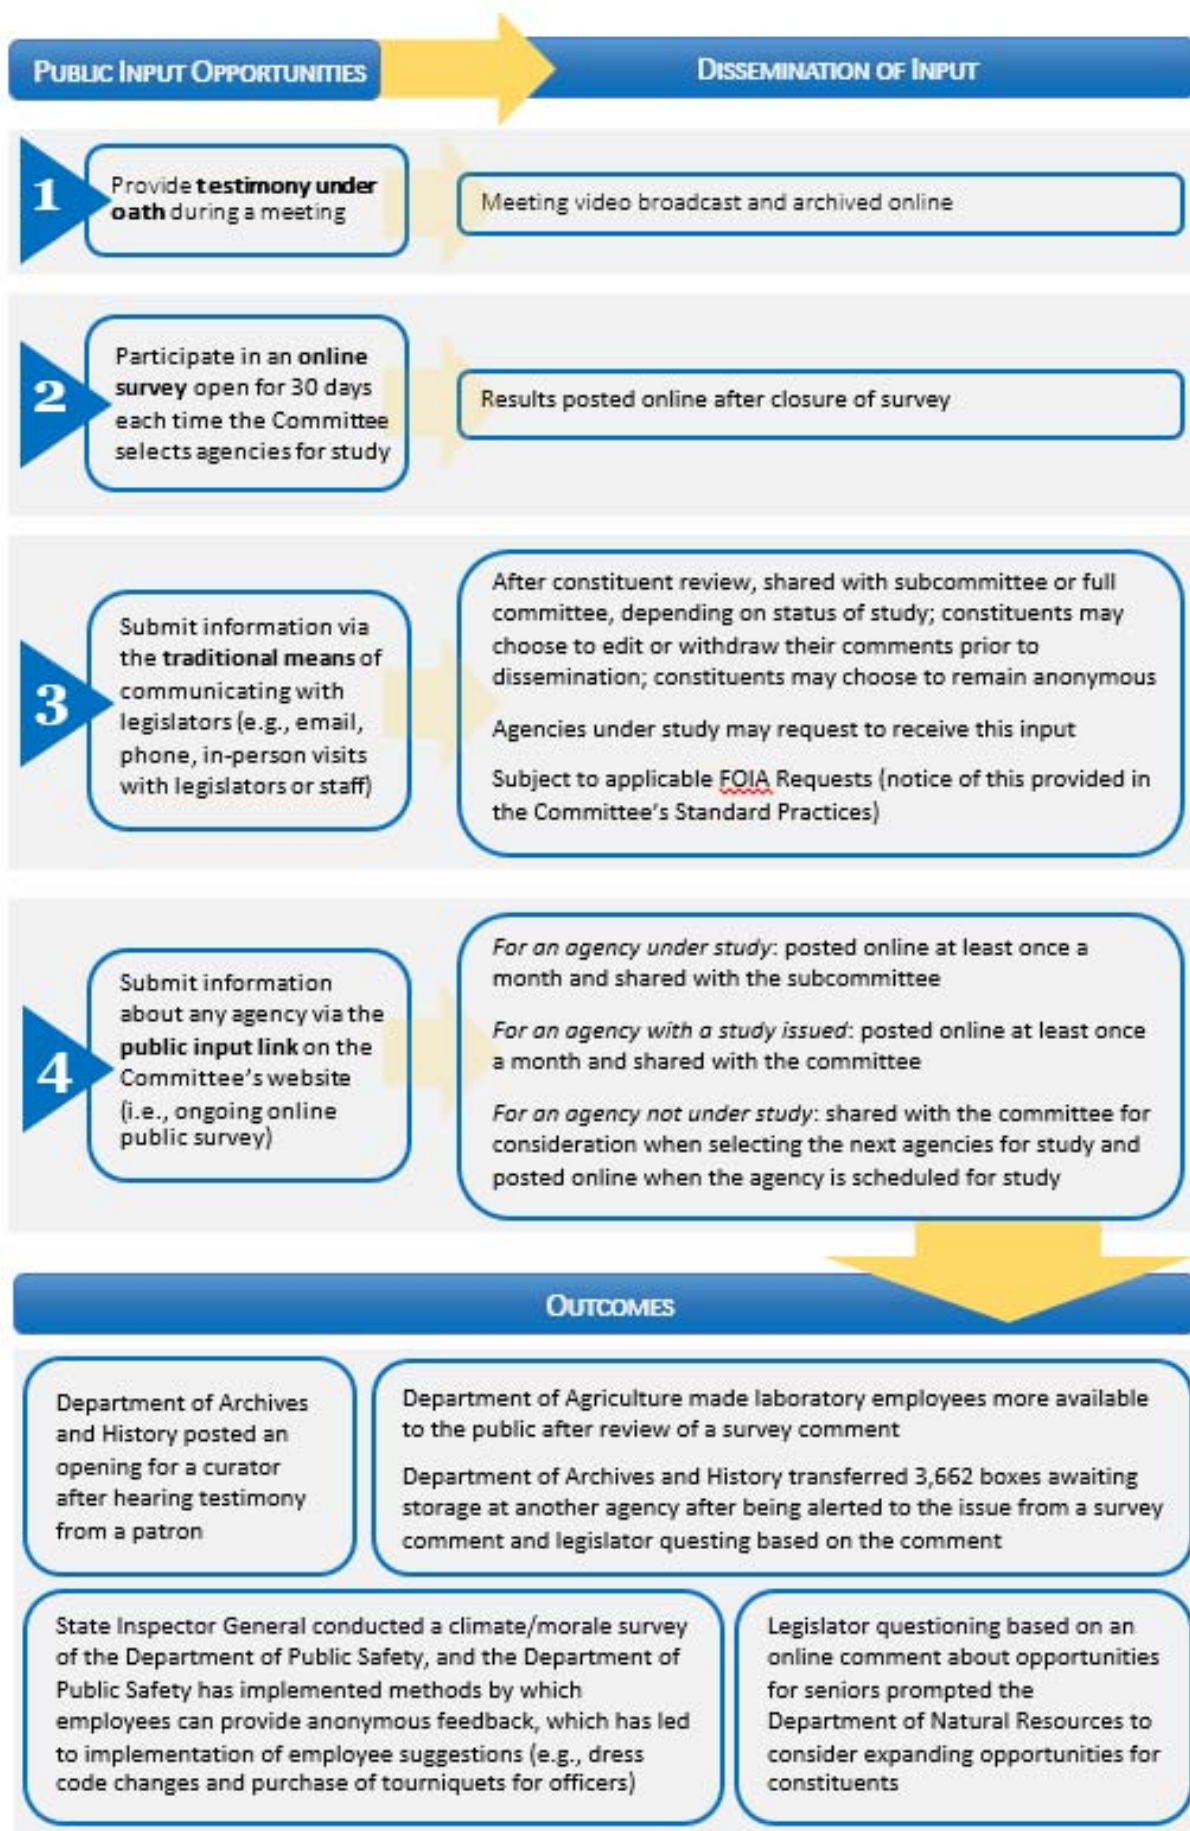 PUBLIC INPUT OPPORTUNITIES
DISSEMINATION OF INPUT
1
Provide testimony under
oath during a meeting
Meeting video broadcast and archived online
2
Participate in an online
survey open for 30 days
each time the Committee
selects agencies for study
Results posted online after closure of survey
3
Submit information via
the traditional means of
communicating with
legislators (e.g., email,
phone, in-person visits
with legislators or staff)
After constituent review, shared with subcommittee or full
committee, depending on status of study; constituents may
choose to edit or withdraw their comments prior to
dissemination; constituents may choose to remain anonymous
Agencies under study may request to receive this input
Subject to applicable FOIA Requests (notice of this provided in
the Committee's Standard Practices)
4
Submit information
about any agency via the
public input link on the
Committee's website
(i.e., ongoing online
public survey)
For an agency under study: posted online at least once a
month and shared with the subcommittee
For an agency with a study issued: posted online at least once
a month and shared with the committee
For an agency not under study: shared with the committee for
consideration when selecting the next agencies for study and
posted online when the agency is scheduled for study
OUTCOMES
Department of Archives
and History posted an
opening for a curator
after hearing testimony
from a patron
Department of Agriculture made laboratory employees more available
to the public after review of a survey comment
Department of Archives and History transferred 3,662 boxes awaiting
storage at another agency after being alerted to the issue from a survey
comment and legislator questing based on the comment
State Inspector General conducted a climate/morale survey
of the Department of Public Safety, and the Department of
Public Safety has implemented methods by which
employees can provide anonymous feedback, which has led
to implementation of employee suggestions (e.g., dress
code changes and purchase of tourniquets for officers)
Legislator questioning based on an
online comment about opportunities
for seniors prompted the
Department of Natural Resources to
consider expanding opportunities for
constituents